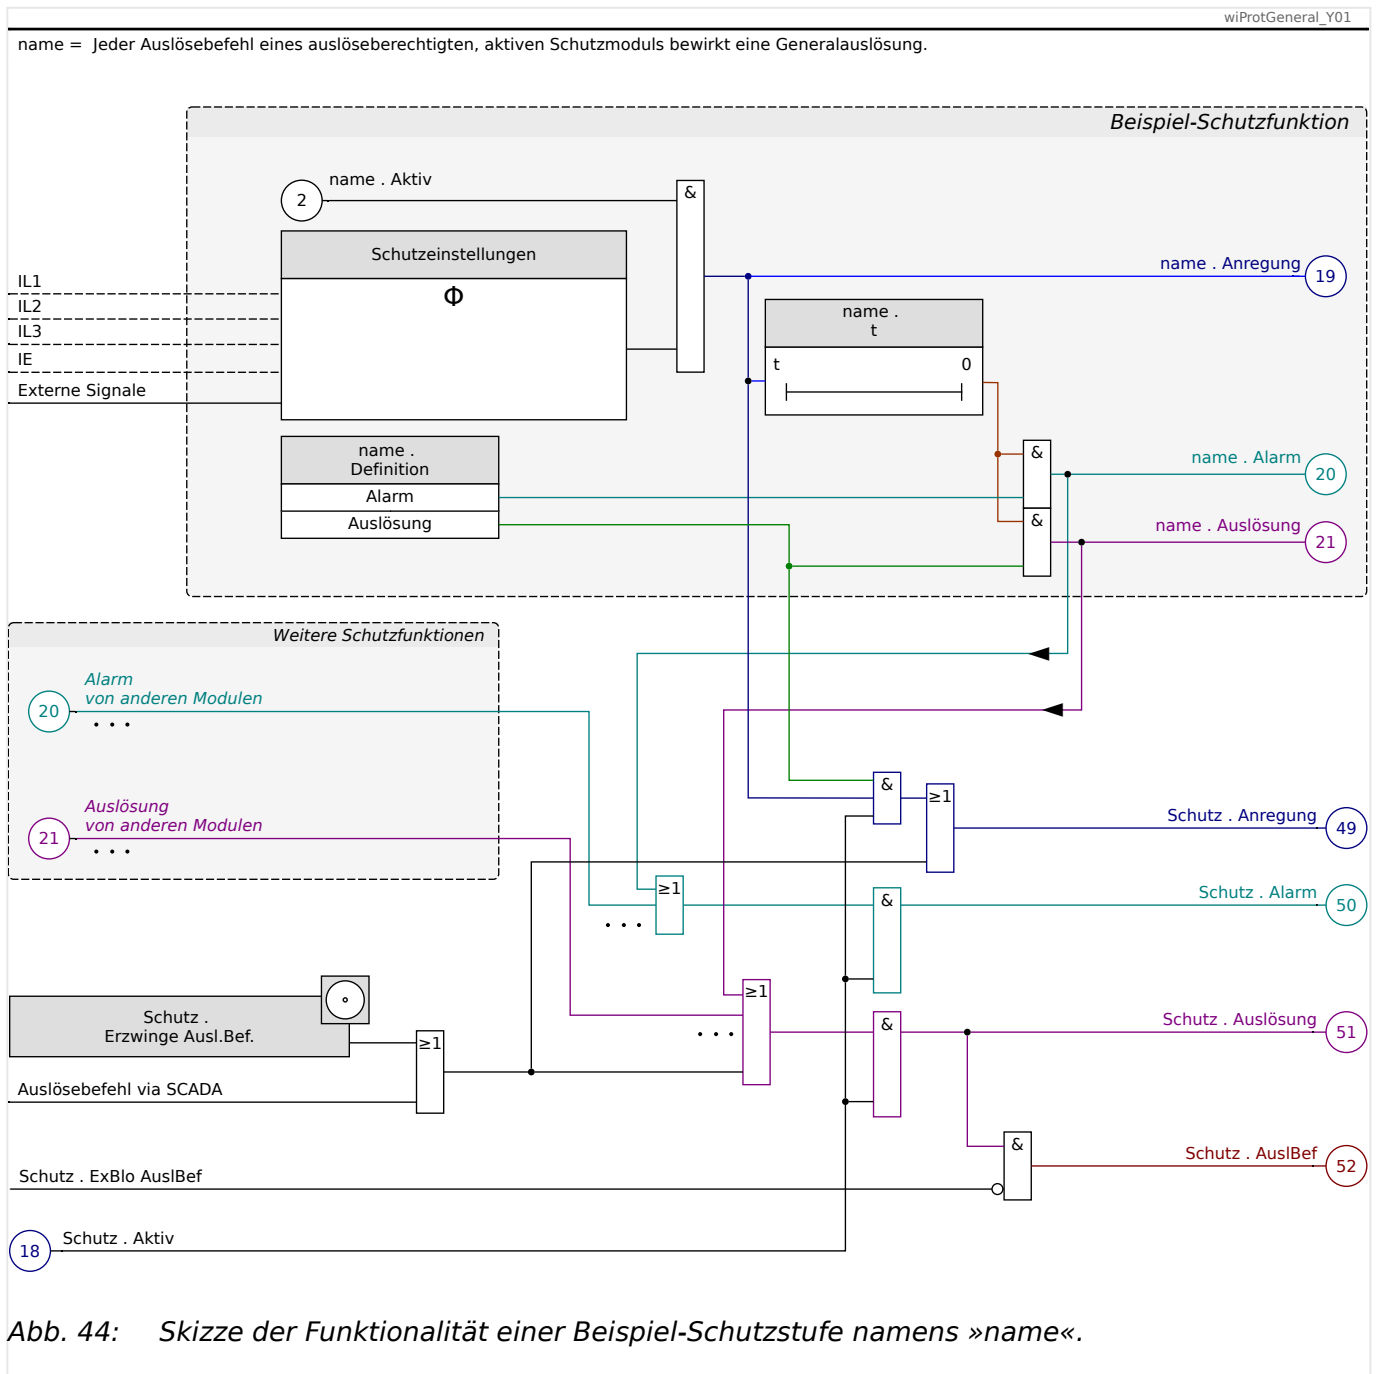 wiProtGeneral_Y01
name = Jeder Auslösebefehl eines auslöseberechtigten, aktiven Schutzmoduls bewirkt eine Generalauslösung.
Beispiel-Schutzfunktion
name . Aktiv
2
&
Schutzeinstellungen
Φ
IL1
IL2
IL3
IE
Externe Signale
name . Anregung
19
name .
t
t 0
name .
Definition
Alarm
Auslösung
&
name . Alarm
20
&
name . Auslösung
21
Weitere Schutzfunktionen
Alarm
von anderen Modulen
20
. . .
Auslösung
von anderen Modulen
21
. . .
&
≥1
Schutz . Anregung
49
≥1
. . .
&
Schutz . Alarm
50
Schutz .
Erzwinge Ausl.Bef.
≥1
. . .
&
Schutz . Auslösung
51
≥1
Auslösebefehl via SCADA
&
Schutz . AuslBef
52
Schutz . ExBlo AuslBef
Schutz . Aktiv
18
Abb. 44: Skizze der Funktionalität einer Beispiel-Schutzstufe namens »name«.